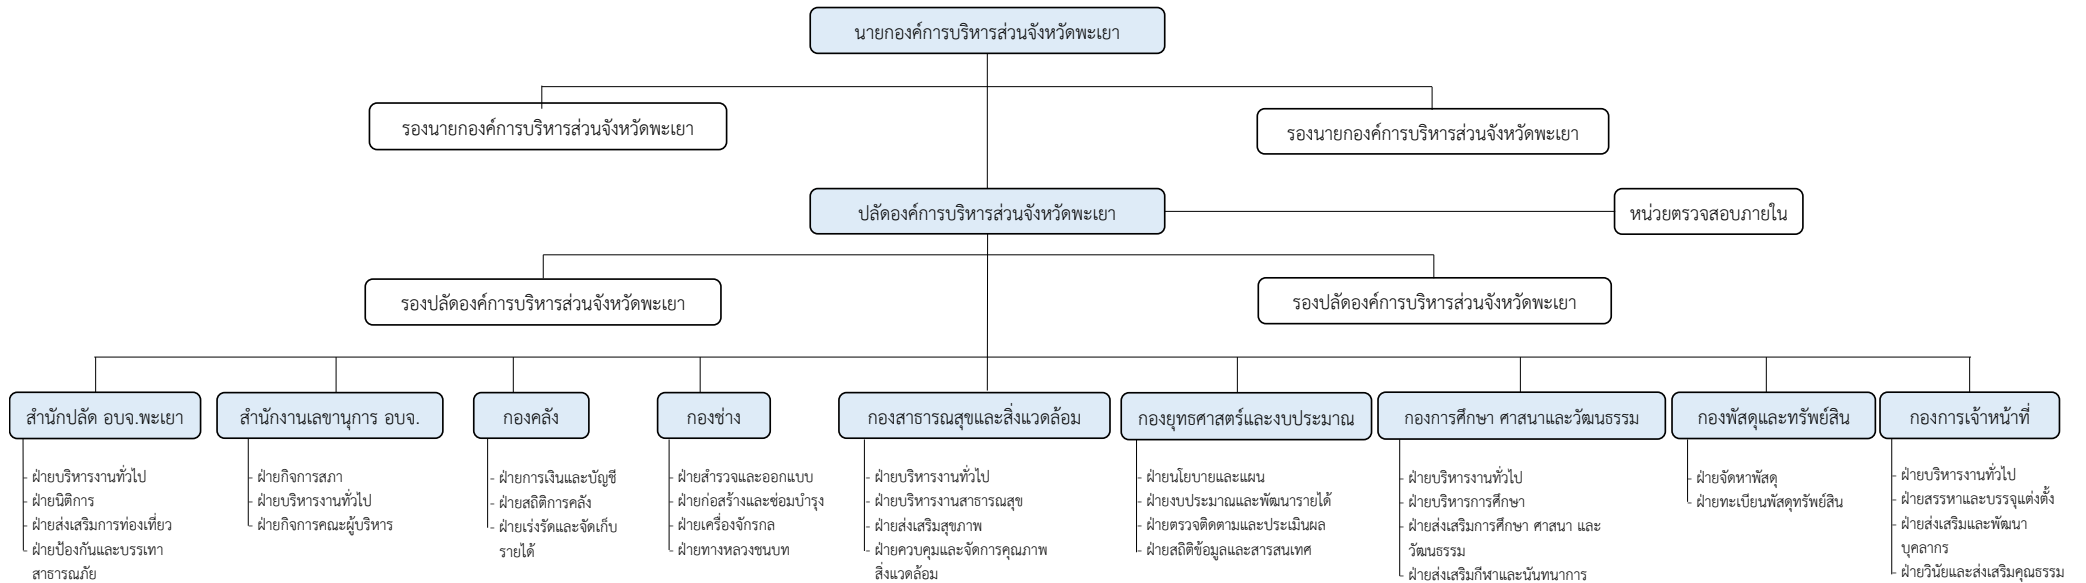 นายกองค์การบริหารส่วนจังหวัดพะเยา
รองนายกองค์การบริหารส่วนจังหวัดพะเยา
รองนายกองค์การบริหารส่วนจังหวัดพะเยา
ปลัดองค์การบริหารส่วนจังหวัดพะเยา
หน่วยตรวจสอบภายใน
รองปลัดองค์การบริหารส่วนจังหวัดพะเยา
รองปลัดองค์การบริหารส่วนจังหวัดพะเยา
สำนักปลัด อบจ.พะเยา
- ฝ่ายบริหารงานทั่วไป
- ฝ่ายนิติการ
- ฝ่ายส่งเสริมการท่องเที่ยว
- ฝ่ายป้องกันและบรรเทา
สาธารณภัย
สำนักงานเลขานุการ อบจ.
- ฝ่ายกิจการสภา
- ฝ่ายบริหารงานทั่วไป
- ฝ่ายกิจการคณะผู้บริหาร
กองคลัง
- ฝ่ายการเงินและบัญชี
- ฝ่ายสถิติการคลัง
- ฝ่ายเร่งรัดและจัดเก็บ
รายได้
กองช่าง
- ฝ่ายสำรวจและออกแบบ
- ฝ่ายก่อสร้างและซ่อมบำรุง
- ฝ่ายเครื่องจักรกล
- ฝ่ายทางหลวงชนบท
กองสาธารณสุขและสิ่งแวดล้อม
- ฝ่ายบริหารงานทั่วไป
- ฝ่ายบริหารงานสาธารณสุข
- ฝ่ายส่งเสริมสุขภาพ
- ฝ่ายควบคุมและจัดการคุณภาพ
สิ่งแวดล้อม
กองยุทธศาสตร์และงบประมาณ
- ฝ่ายนโยบายและแผน
- ฝ่ายงบประมาณและพัฒนารายได้
- ฝ่ายตรวจติดตามและประเมินผล
- ฝ่ายสถิติข้อมูลและสารสนเทศ
กองการศึกษา ศาสนาและวัฒนธรรม
- ฝ่ายบริหารงานทั่วไป
- ฝ่ายบริหารการศึกษา
- ฝ่ายส่งเสริมการศึกษา ศาสนา และ
วัฒนธรรม
- ฝ่ายส่งเสริมกีฬาและนันทนาการ
กองพัสดุและทรัพย์สิน
- ฝ่ายจัดหาพัสดุ
- ฝ่ายทะเบียนพัสดุทรัพย์สิน
กองการเจ้าหน้าที่
- ฝ่ายบริหารงานทั่วไป
- ฝ่ายสรรหาและบรรจุแต่งตั้ง
- ฝ่ายส่งเสริมและพัฒนา
บุคลากร
- ฝ่ายวินัยและส่งเสริมคุณธรรม